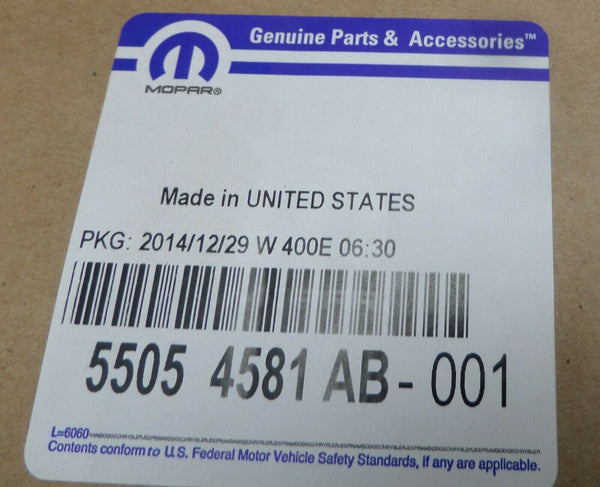 Genuine Parts & Accessories™
MOPAR®
Made in UNITED STATES
PKG: 2014/12/29 W 400E 06:30
5505 4581 AB - 001
L=6060
Contents conform to U.S. Federal Motor Vehicle Safety Standards, if any are applicable.